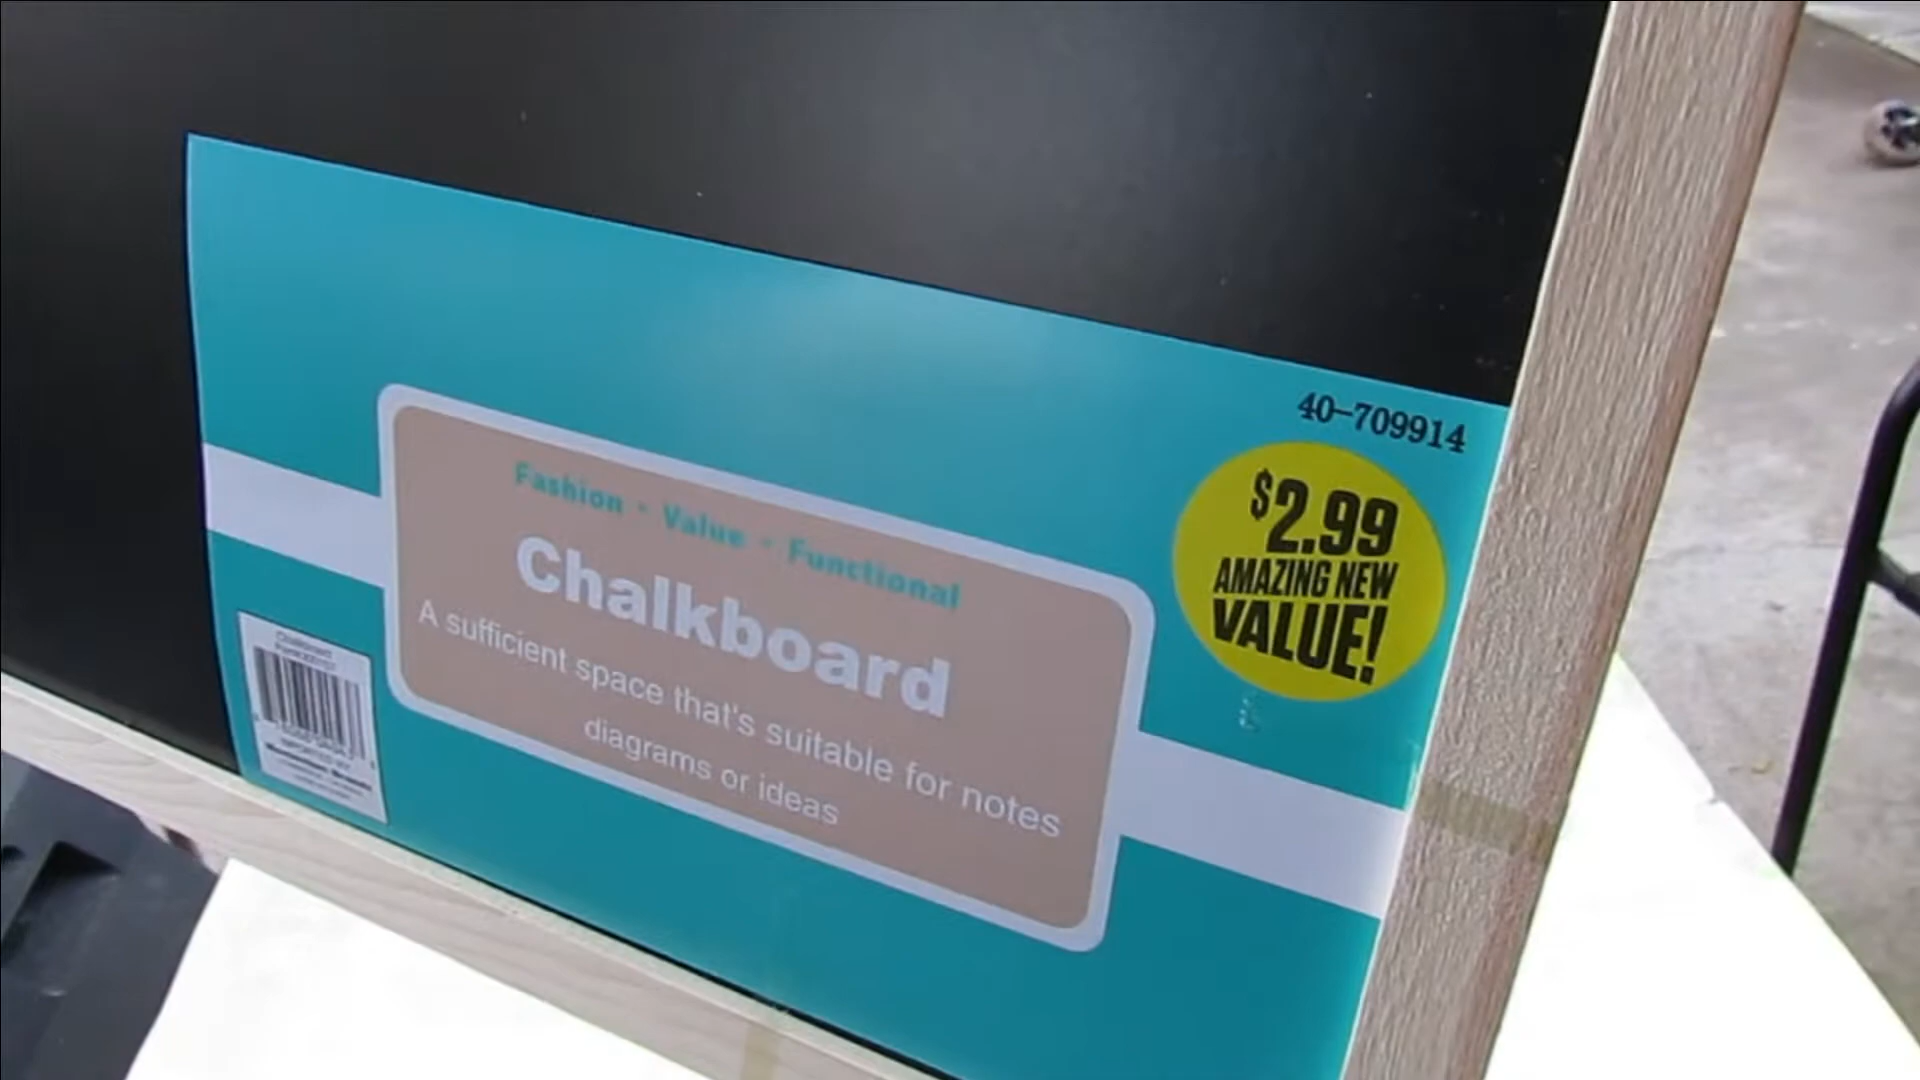 40-709914
$2.99
AMAZING NEW
VALUE!
Fashion · Value · Functional
Chalkboard
A sufficient space that's suitable for notes
diagrams or ideas
Chalkboard